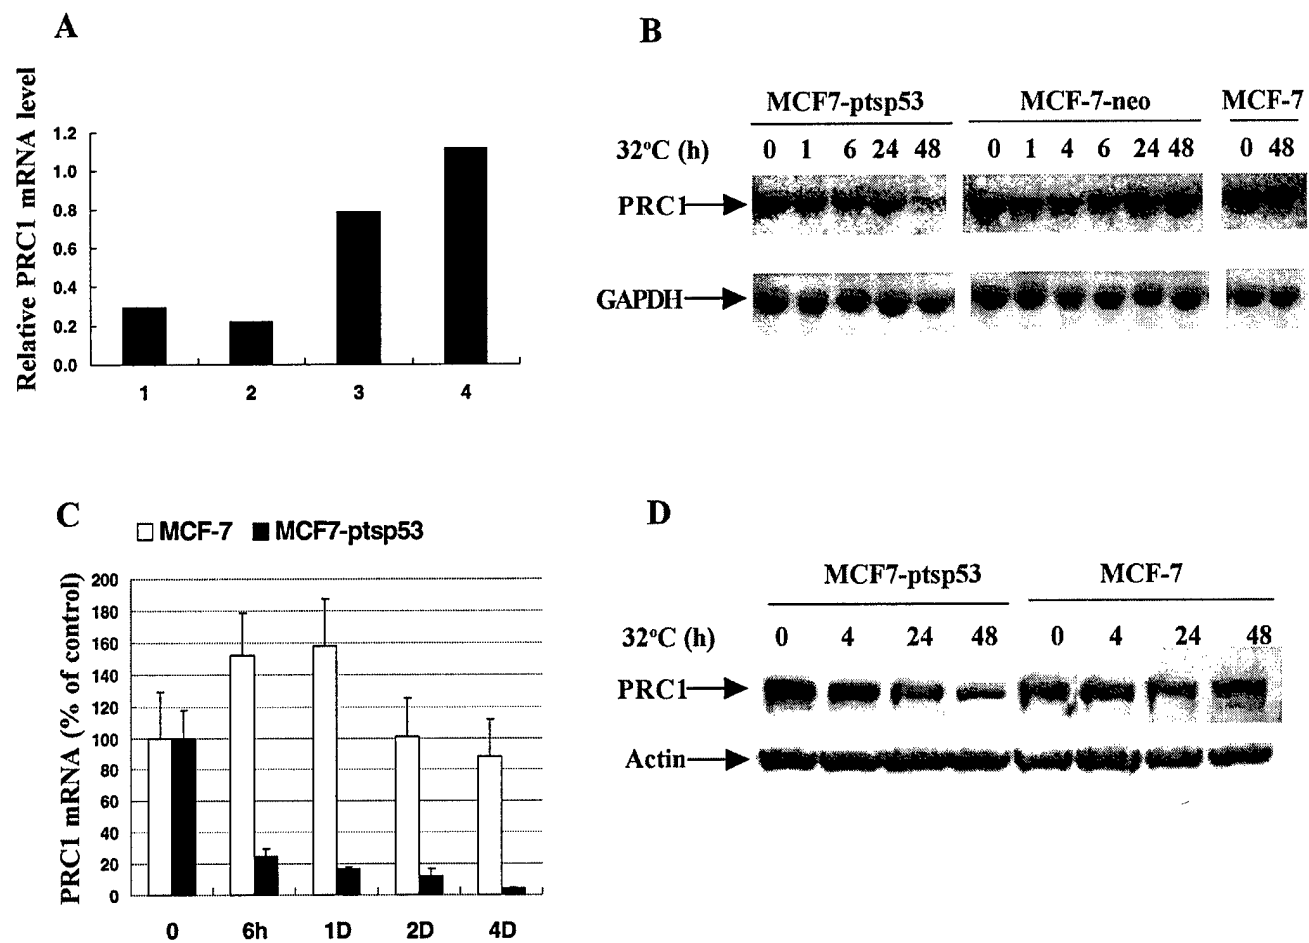 A
Relative PRC1 mRNA level
1.2
1.0
0.8
0.6
0.4
0.2
0.0
1 2 3 4
B
MCF7-ptsp53 MCF-7-neo MCF-7
32°C (h) 0 1 6 24 48 0 1 4 6 24 48 0 48
PRC1
GAPDH
C
MCF-7 MCF7-ptsp53
PRC1 mRNA (% of control)
200
180
160
140
120
100
80
60
40
20
0
0 6h 1D 2D 4D
D
MCF7-ptsp53 MCF-7
32°C (h) 0 4 24 48 0 4 24 48
PRC1
Actin